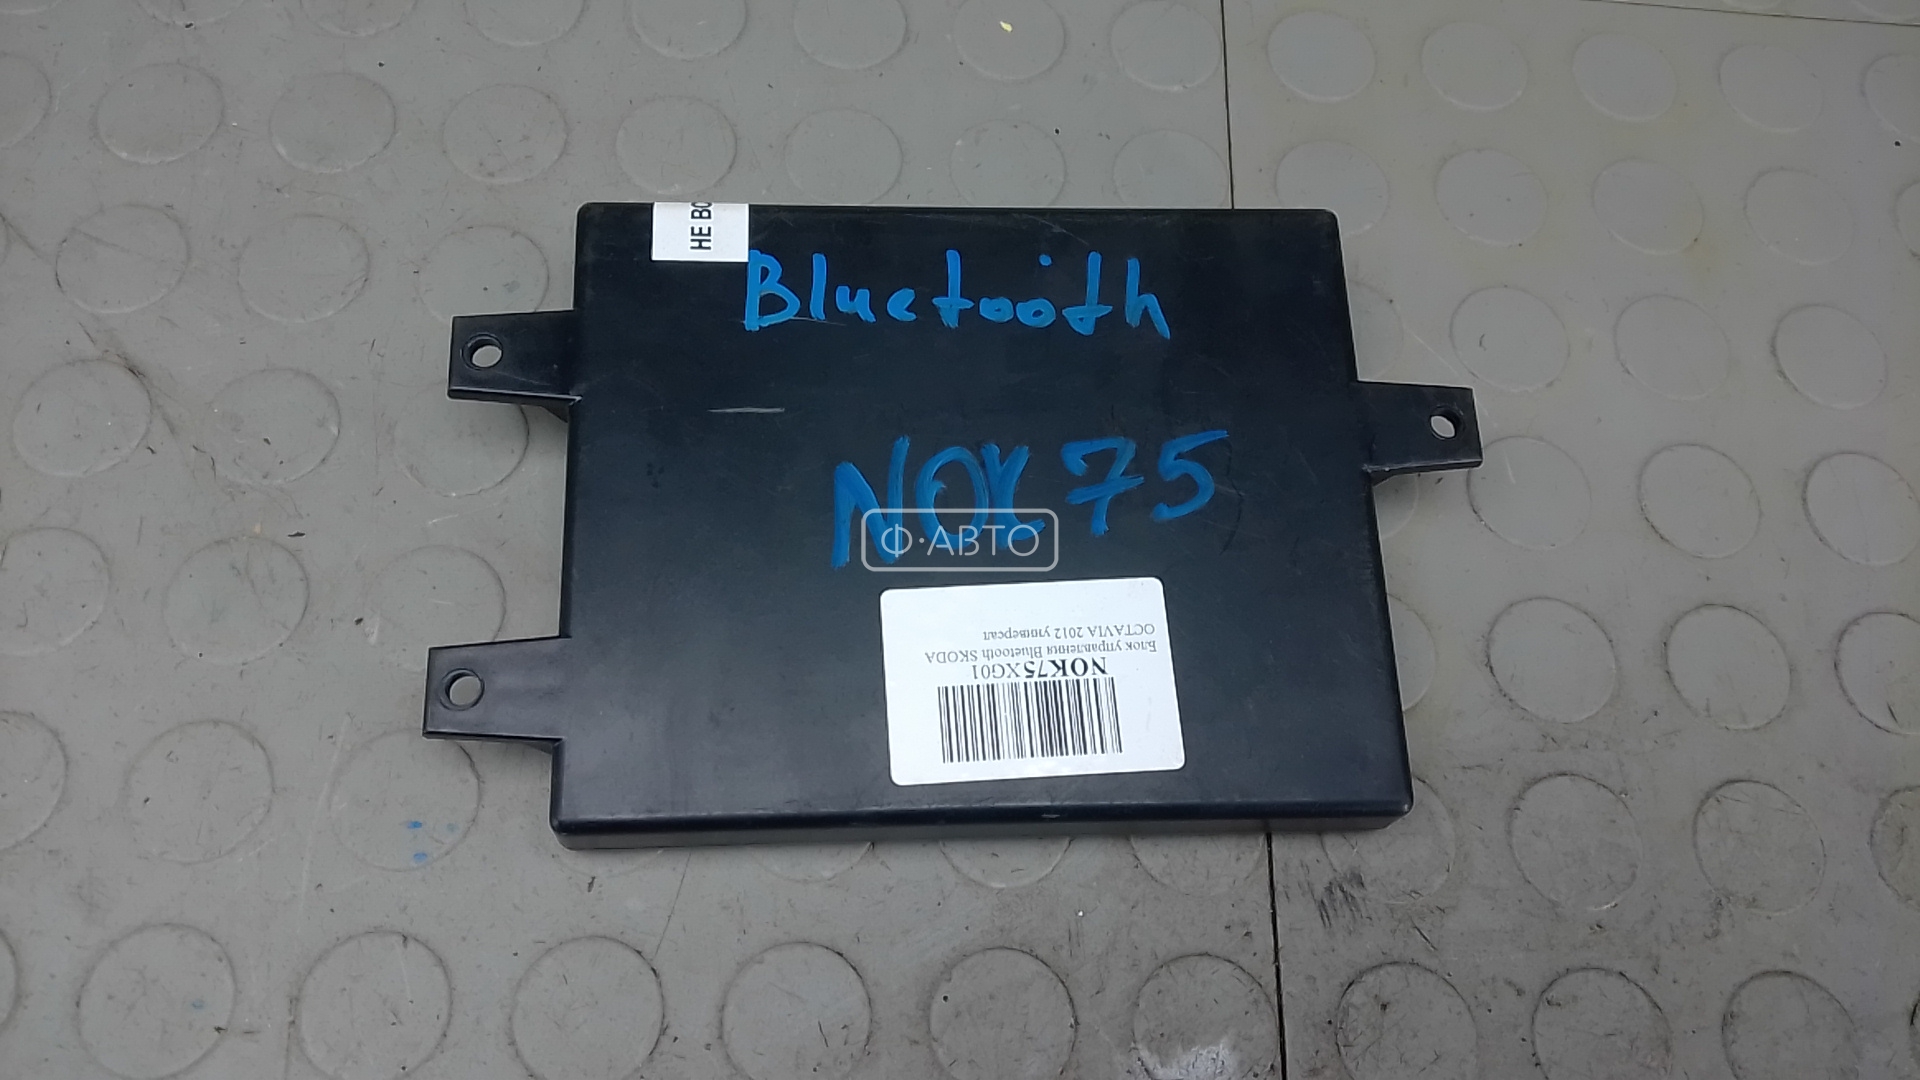 НЕ ВО
Bluetooth
NOK75
Ф·АВТО
Блок управления Bluetooth SKODA
OCTAVIA 2012 универсал
NOK75XG01